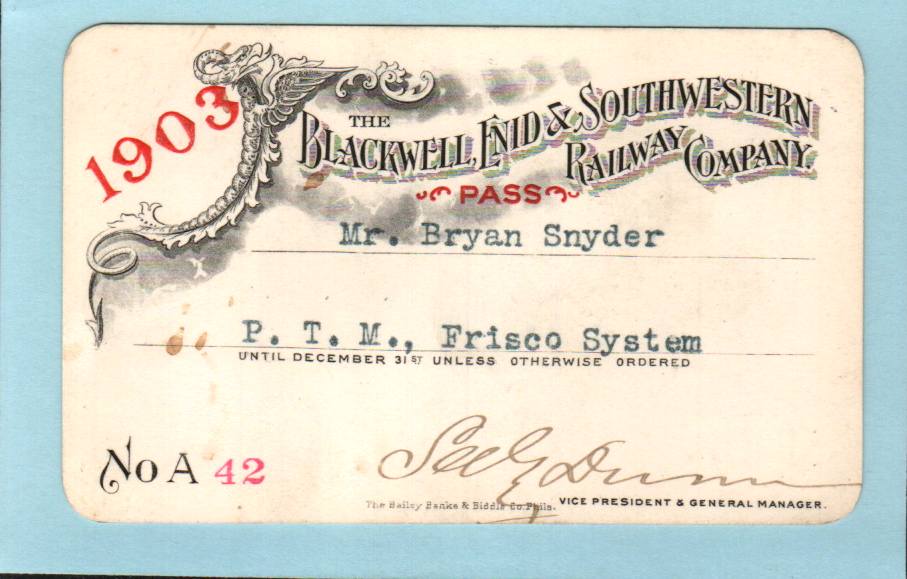 1903
THE
BLACKWELL, ENID & SOUTHWESTERN
RAILWAY COMPANY.
PASS
Mr. Bryan Snyder
P. T. M., Frisco System
UNTIL DECEMBER 31ST UNLESS OTHERWISE ORDERED
No A 42
Dunn
The Bailey Banks & Biddle Co. Phila.
VICE PRESIDENT & GENERAL MANAGER.